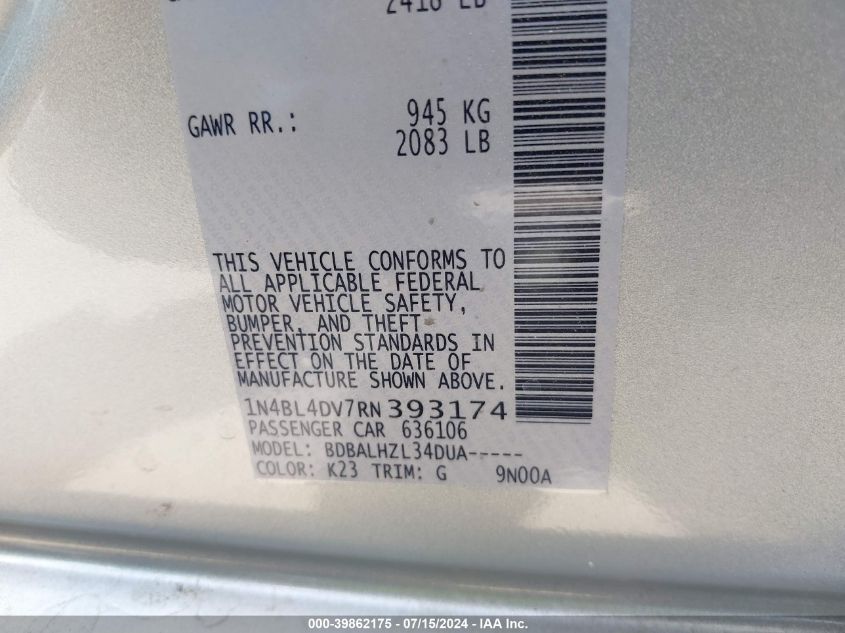 2418 LB
GAWR RR.: 945 KG
2083 LB
THIS VEHICLE CONFORMS TO
ALL APPLICABLE FEDERAL
MOTOR VEHICLE SAFETY,
BUMPER, AND THEFT
PREVENTION STANDARDS IN
EFFECT ON THE DATE OF
MANUFACTURE SHOWN ABOVE.
1N4BL4DV7RN393174
PASSENGER CAR 636106
MODEL: BDBALHZL34DUA-----
COLOR: K23 TRIM: G 9N00A
000-39862175 - 07/15/2024 - IAA Inc.